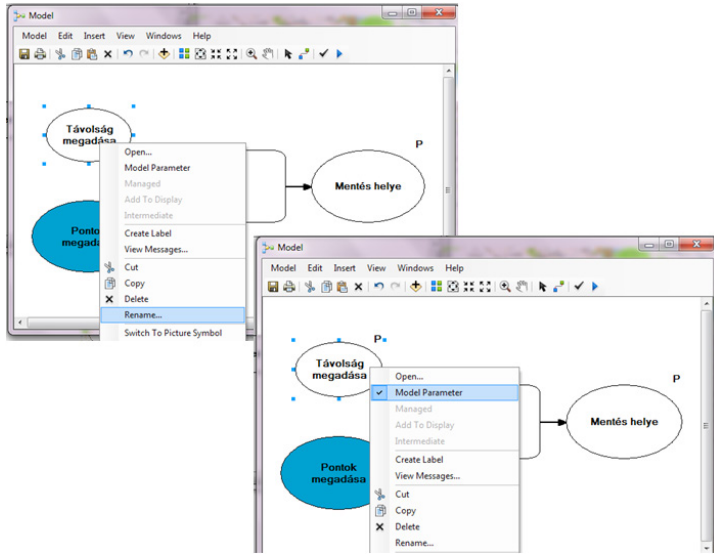 Model
Model Edit Insert View Windows Help
Távolság
megadása
P
Mentés helye
Open...
Model Parameter
Managed
Add To Display
Intermediate
Create Label
View Messages...
Cut
Copy
Delete
Rename...
Switch To Picture Symbol
Model
Model Edit Insert View Windows Help
P
Távolság
megadása
P
Mentés helye
Pontok
megadása
Open...
Model Parameter
Managed
Add To Display
Intermediate
Create Label
View Messages...
Cut
Copy
Delete
Rename...